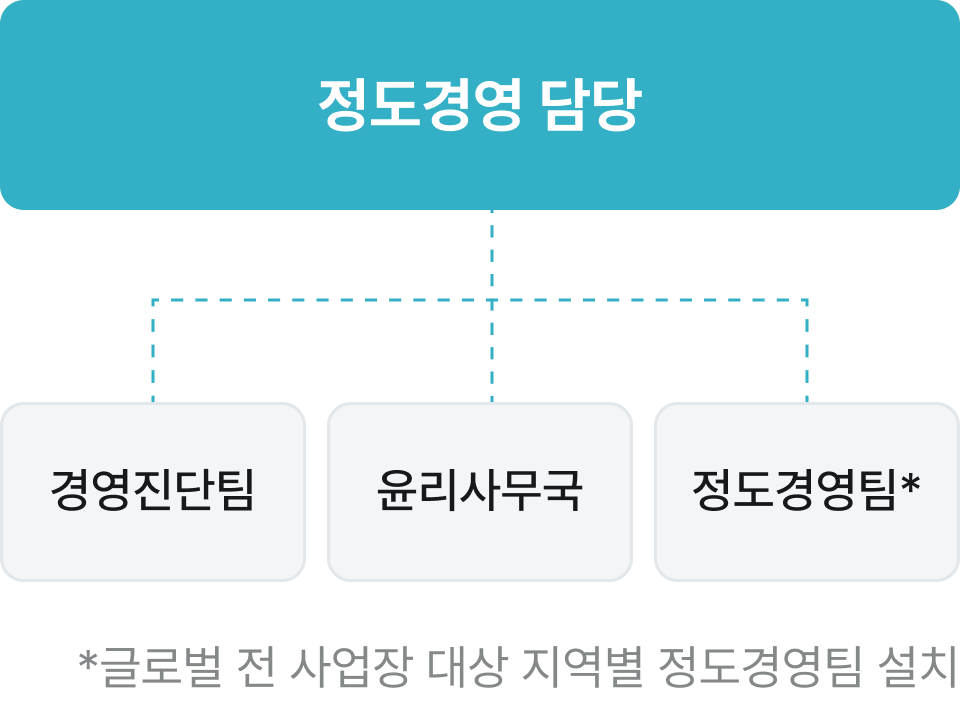 정도경영 담당
경영진단팀
윤리사무국
정도경영팀*
*글로벌 전 사업장 대상 지역별 정도경영팀 설치